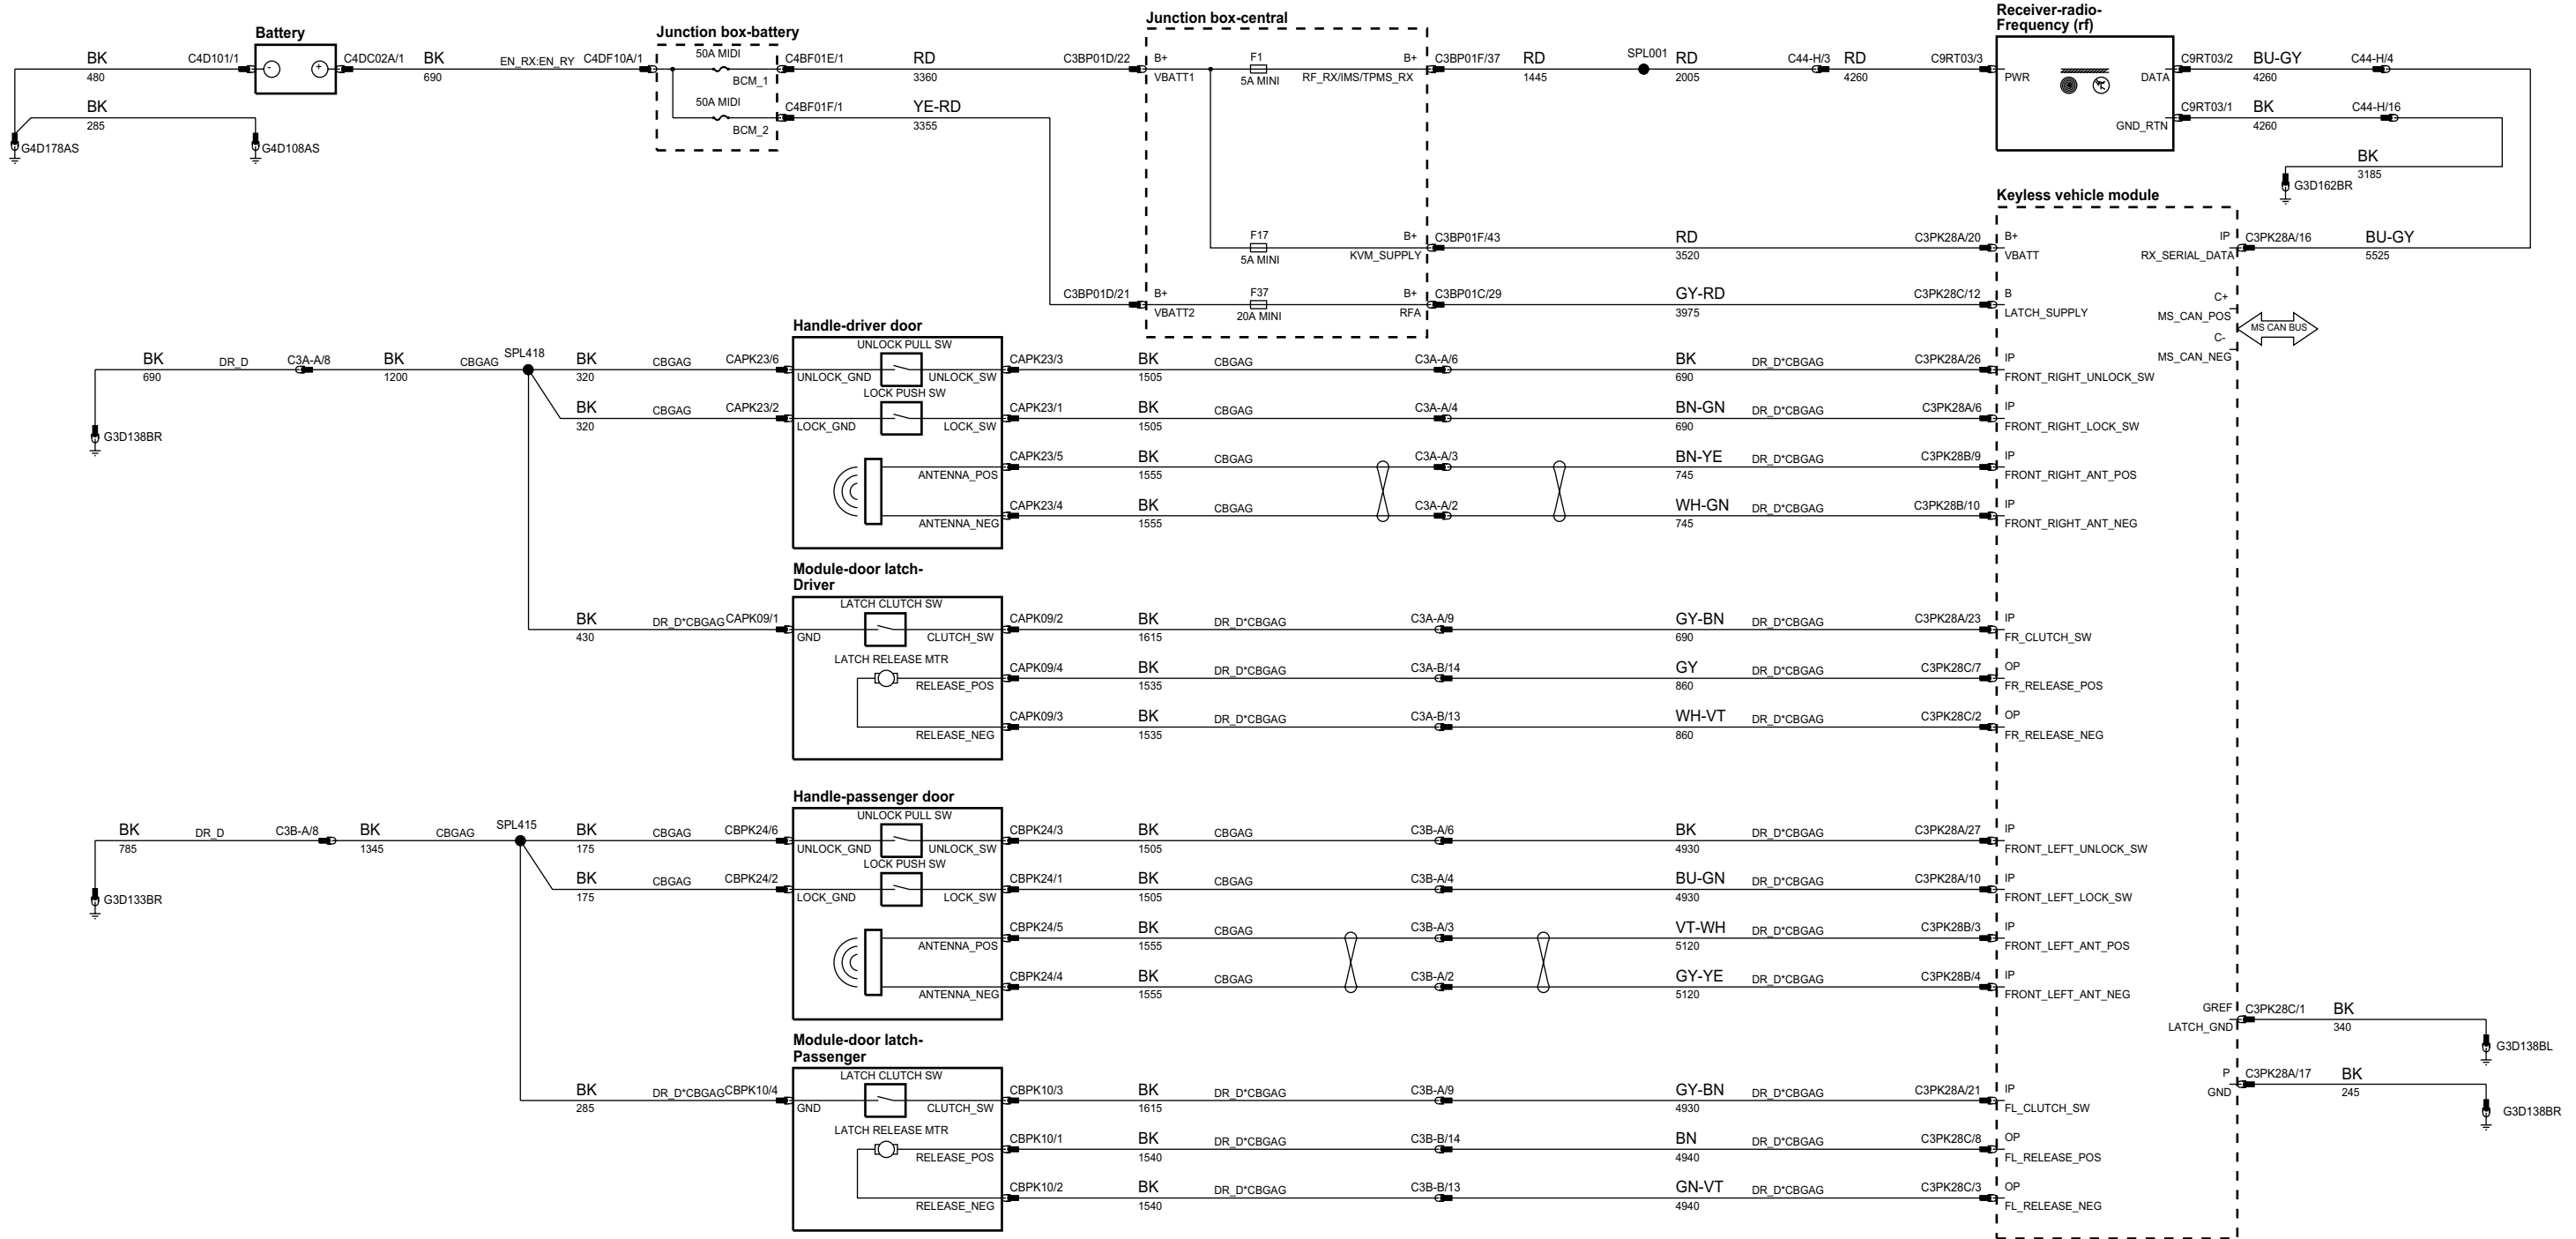 Battery
BK
480
C4D101/1
-
+
C4DC02A/1
BK
690
EN_RX:EN_RY
C4DF10A/1
BK
285
G4D178AS
G4D108AS
Junction box-battery
50A MIDI
BCM_1
C4BF01E/1
RD
3360
50A MIDI
BCM_2
C4BF01F/1
YE-RD
3355
Junction box-central
C3BP01D/22
B+
VBATT1
F1
5A MINI
B+
RF_RX/IMS/TPMS_RX
C3BP01F/37
RD
1445
SPL001
RD
2005
C44-H/3
RD
4260
F17
5A MINI
B+
KVM_SUPPLY
C3BP01F/43
RD
3520
C3PK28A/20
C3BP01D/21
B+
VBATT2
F37
20A MINI
B+
RFA
C3BP01C/29
GY-RD
3975
C3PK28C/12
Receiver-radio-
Frequency (rf)
C9RT03/3
PWR
DATA
C9RT03/2
BU-GY
4260
C44-H/4
GND_RTN
C9RT03/1
BK
4260
C44-H/16
BK
3185
G3D162BR
Keyless vehicle module
B+
VBATT
IP
RX_SERIAL_DATA
C3PK28A/16
BU-GY
5525
B
LATCH_SUPPLY
C+
MS_CAN_POS
MS CAN BUS
C-
MS_CAN_NEG
Handle-driver door
BK
690
DR_D
C3A-A/8
BK
1200
CBGAG
SPL418
BK
320
CBGAG
CAPK23/6
UNLOCK PULL SW
UNLOCK_GND
UNLOCK_SW
CAPK23/3
BK
1505
CBGAG
C3A-A/6
BK
690
DR_D*CBGAG
C3PK28A/26
IP
FRONT_RIGHT_UNLOCK_SW
G3D138BR
BK
320
CBGAG
CAPK23/2
LOCK PUSH SW
LOCK_GND
LOCK_SW
CAPK23/1
BK
1505
CBGAG
C3A-A/4
BN-GN
690
DR_D*CBGAG
C3PK28A/6
IP
FRONT_RIGHT_LOCK_SW
ANTENNA_POS
CAPK23/5
BK
1555
CBGAG
C3A-A/3
BN-YE
745
DR_D*CBGAG
C3PK28B/9
IP
FRONT_RIGHT_ANT_POS
ANTENNA_NEG
CAPK23/4
BK
1555
CBGAG
C3A-A/2
WH-GN
745
DR_D*CBGAG
C3PK28B/10
IP
FRONT_RIGHT_ANT_NEG
Module-door latch-
Driver
BK
430
DR_D*CBGAG
CAPK09/1
LATCH CLUTCH SW
GND
CLUTCH_SW
CAPK09/2
BK
1615
DR_D*CBGAG
C3A-A/9
GY-BN
690
DR_D*CBGAG
C3PK28A/23
IP
FR_CLUTCH_SW
LATCH RELEASE MTR
RELEASE_POS
CAPK09/4
BK
1535
DR_D*CBGAG
C3A-B/14
GY
860
DR_D*CBGAG
C3PK28C/7
OP
FR_RELEASE_POS
RELEASE_NEG
CAPK09/3
BK
1535
DR_D*CBGAG
C3A-B/13
WH-VT
860
DR_D*CBGAG
C3PK28C/2
OP
FR_RELEASE_NEG
Handle-passenger door
BK
785
DR_D
C3B-A/8
BK
1345
CBGAG
SPL415
BK
175
CBGAG
CBPK24/6
UNLOCK PULL SW
UNLOCK_GND
UNLOCK_SW
CBPK24/3
BK
1505
CBGAG
C3B-A/6
BK
4930
DR_D*CBGAG
C3PK28A/27
IP
FRONT_LEFT_UNLOCK_SW
G3D133BR
BK
175
CBGAG
CBPK24/2
LOCK PUSH SW
LOCK_GND
LOCK_SW
CBPK24/1
BK
1505
CBGAG
C3B-A/4
BU-GN
4930
DR_D*CBGAG
C3PK28A/10
IP
FRONT_LEFT_LOCK_SW
ANTENNA_POS
CBPK24/5
BK
1555
CBGAG
C3B-A/3
VT-WH
5120
DR_D*CBGAG
C3PK28B/3
IP
FRONT_LEFT_ANT_POS
ANTENNA_NEG
CBPK24/4
BK
1555
CBGAG
C3B-A/2
GY-YE
5120
DR_D*CBGAG
C3PK28B/4
IP
FRONT_LEFT_ANT_NEG
GREF
LATCH_GND
C3PK28C/1
BK
340
G3D138BL
Module-door latch-
Passenger
BK
285
DR_D*CBGAG
CBPK10/4
LATCH CLUTCH SW
GND
CLUTCH_SW
CBPK10/3
BK
1615
DR_D*CBGAG
C3B-A/9
GY-BN
4930
DR_D*CBGAG
C3PK28A/21
IP
FL_CLUTCH_SW
P
GND
C3PK28A/17
BK
245
G3D138BR
LATCH RELEASE MTR
RELEASE_POS
CBPK10/1
BK
1540
DR_D*CBGAG
C3B-B/14
BN
4940
DR_D*CBGAG
C3PK28C/8
OP
FL_RELEASE_POS
RELEASE_NEG
CBPK10/2
BK
1540
DR_D*CBGAG
C3B-B/13
GN-VT
4940
DR_D*CBGAG
C3PK28C/3
OP
FL_RELEASE_NEG